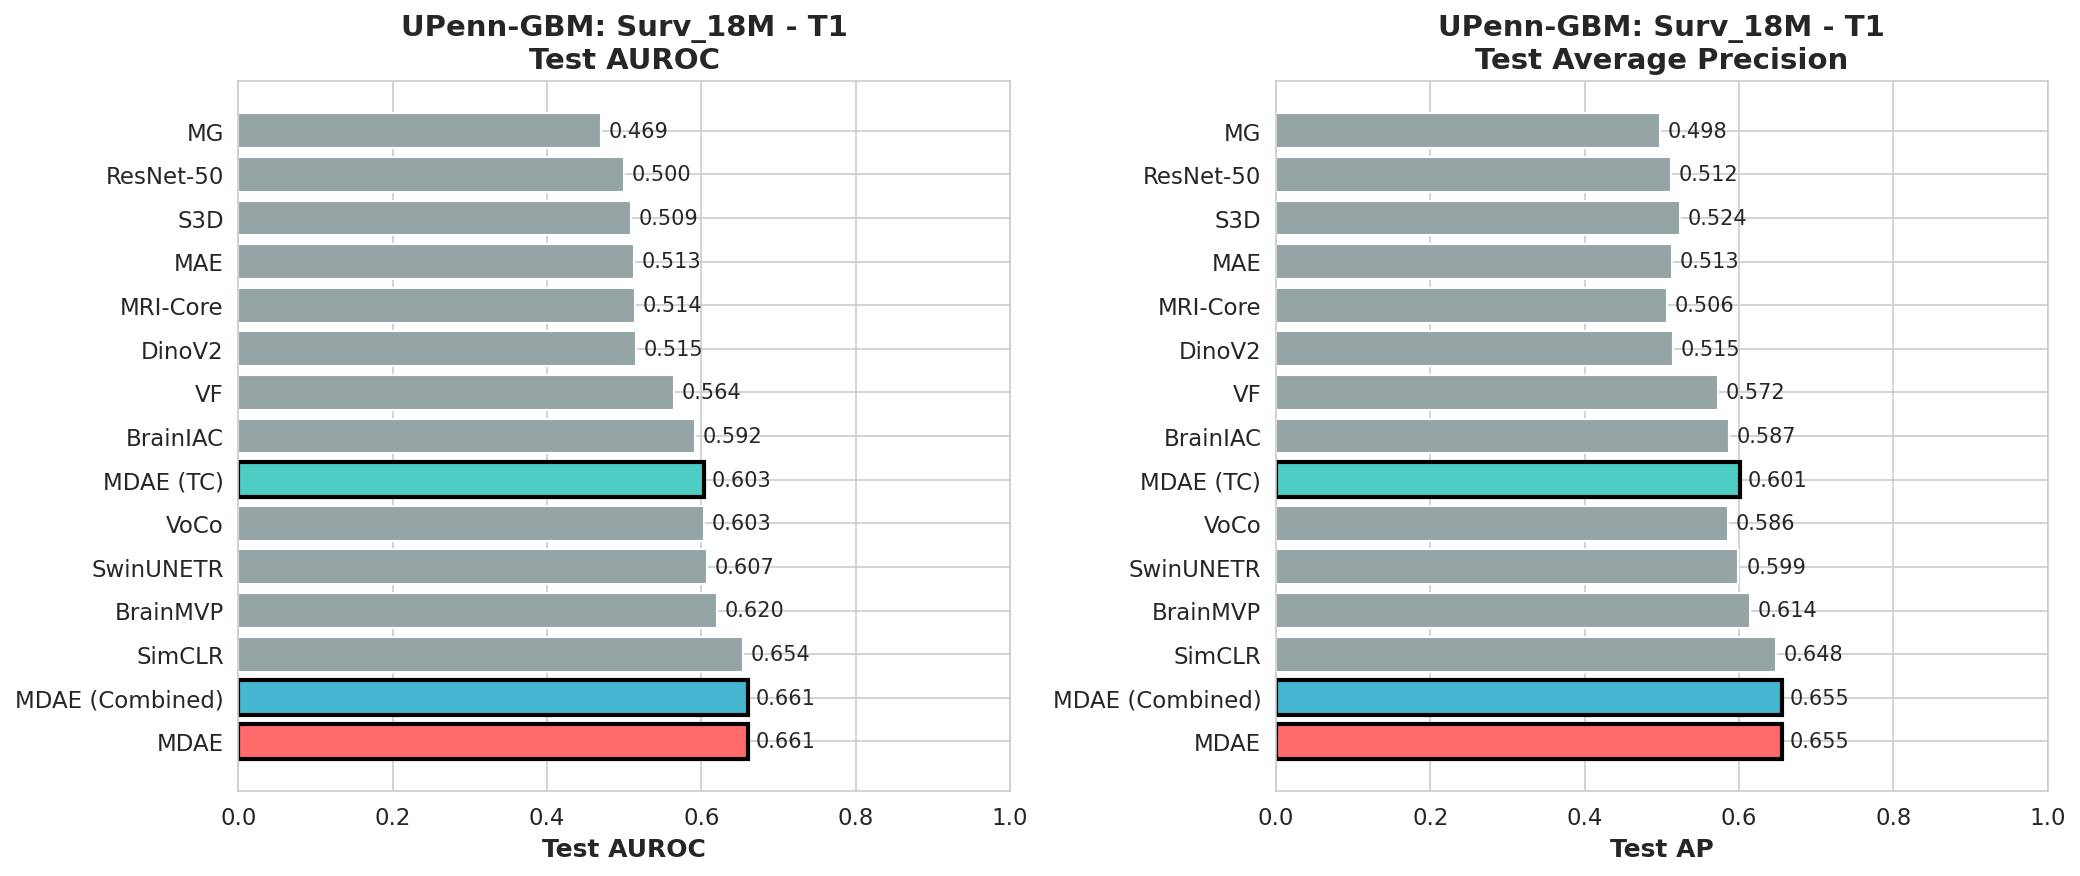 UPenn-GBM: Surv_18M - T1
Test AUROC
MG 0.469
ResNet-50 0.500
S3D 0.509
MAE 0.513
MRI-Core 0.514
DinoV2 0.515
VF 0.564
BrainIAC 0.592
MDAE (TC) 0.603
VoCo 0.603
SwinUNETR 0.607
BrainMVP 0.620
SimCLR 0.654
MDAE (Combined) 0.661
MDAE 0.661
0.0 0.2 0.4 0.6 0.8 1.0
Test AUROC
UPenn-GBM: Surv_18M - T1
Test Average Precision
MG 0.498
ResNet-50 0.512
S3D 0.524
MAE 0.513
MRI-Core 0.506
DinoV2 0.515
VF 0.572
BrainIAC 0.587
MDAE (TC) 0.601
VoCo 0.586
SwinUNETR 0.599
BrainMVP 0.614
SimCLR 0.648
MDAE (Combined) 0.655
MDAE 0.655
0.0 0.2 0.4 0.6 0.8 1.0
Test AP